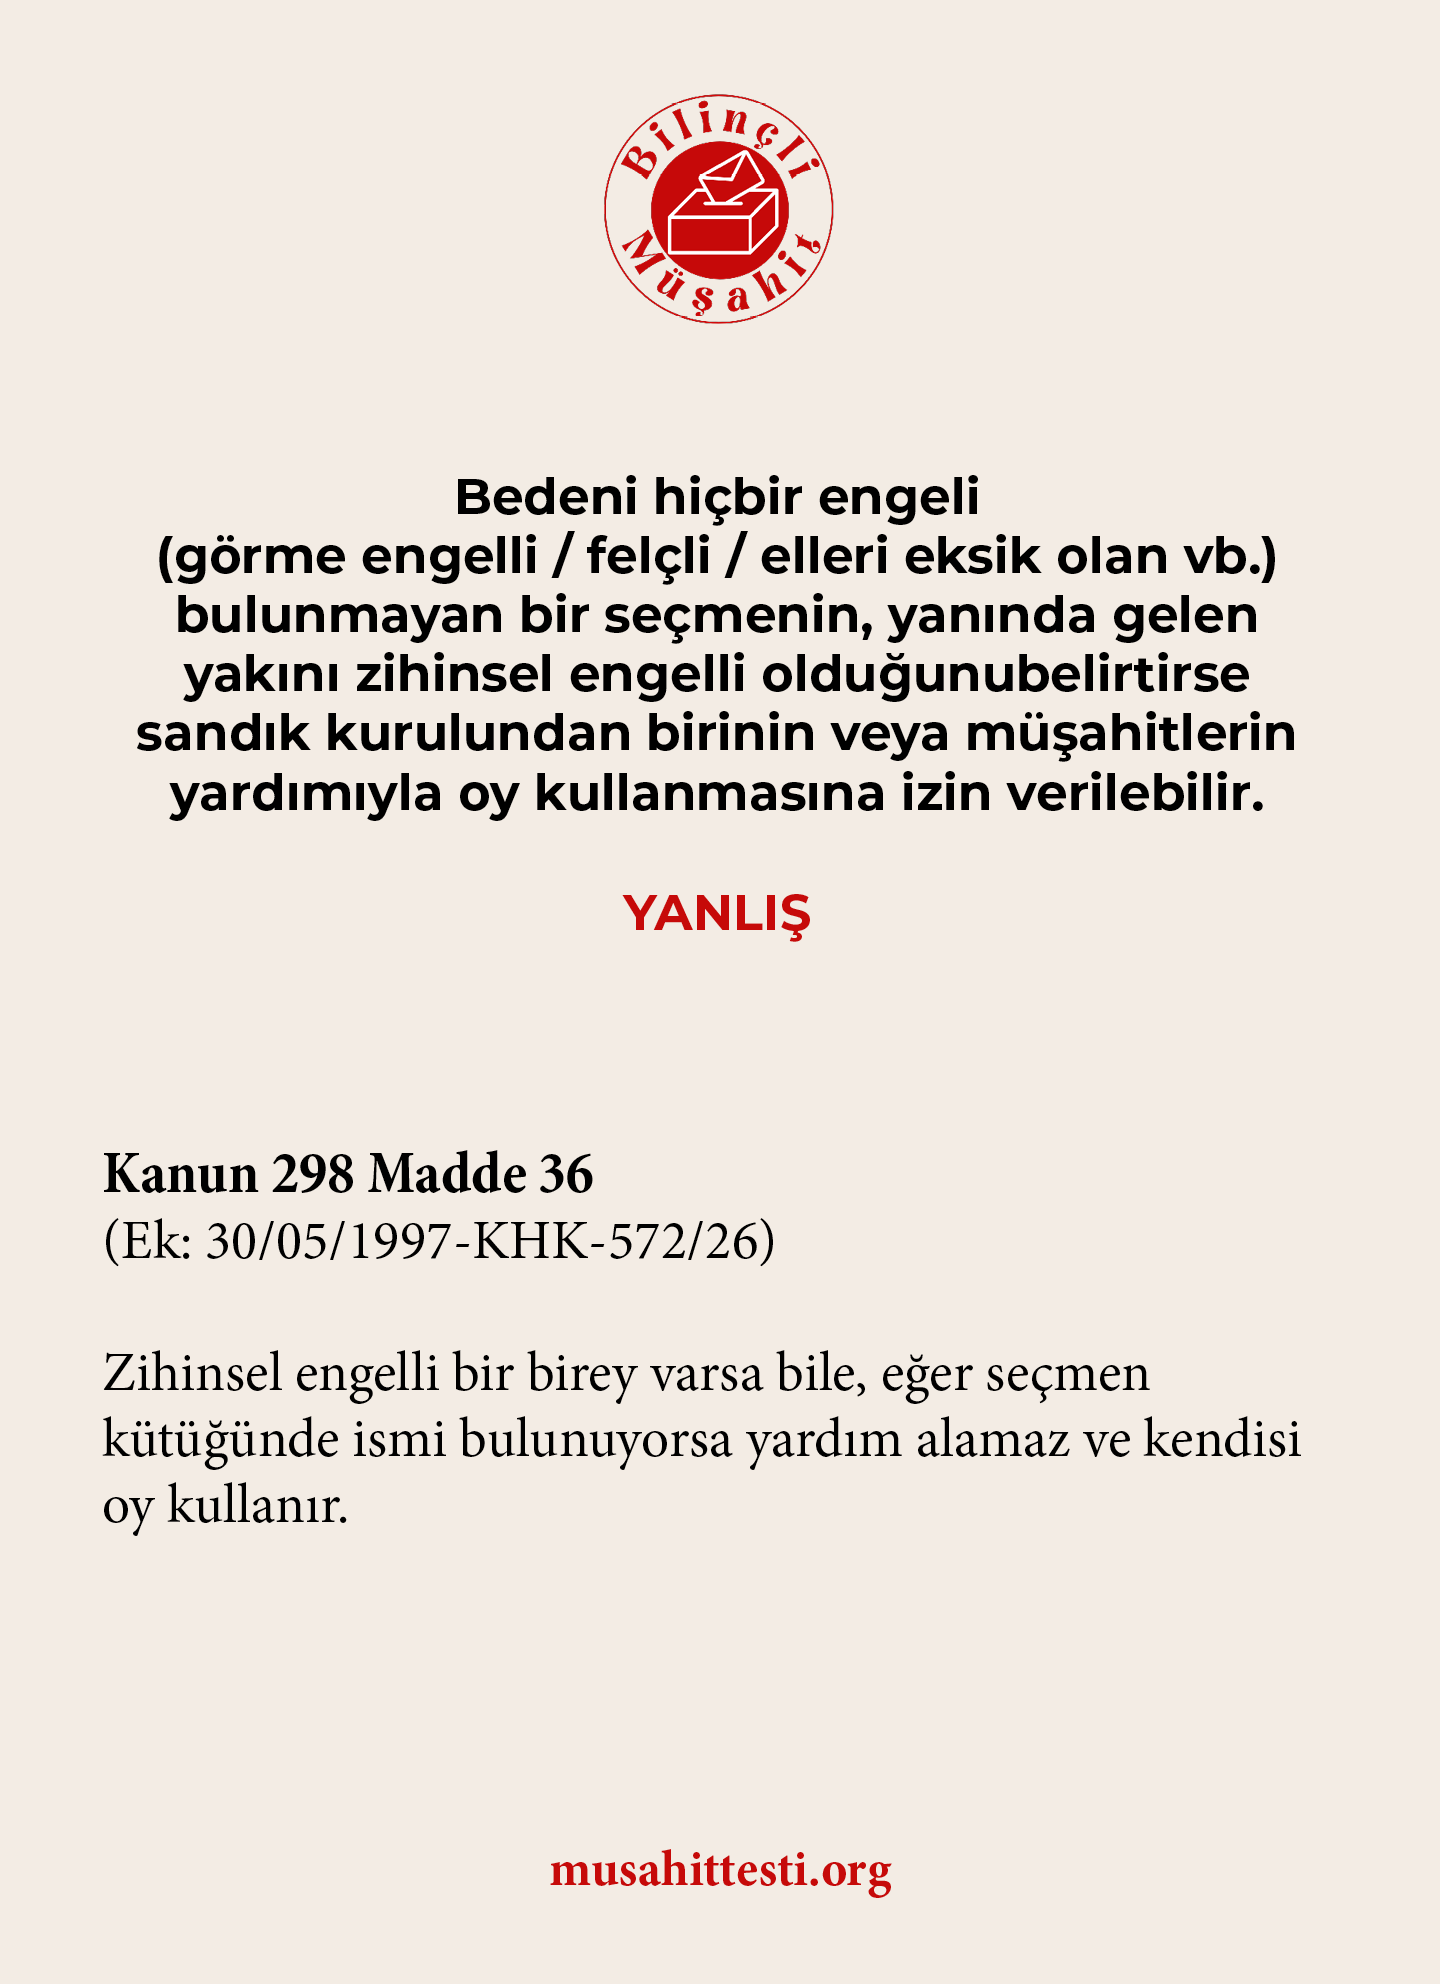 Bilinçli
Müşahit
Bedeni hiçbir engeli
(görme engelli / felçli / elleri eksik olan vb.)
bulunmayan bir seçmenin, yanında gelen
yakını zihinsel engelli olduğunubelirtirse
sandık kurulundan birinin veya müşahitlerin
yardımıyla oy kullanmasına izin verilebilir.
YANLIŞ
Kanun 298 Madde 36
(Ek: 30/05/1997-KHK-572/26)
Zihinsel engelli bir birey varsa bile, eğer seçmen
kütüğünde ismi bulunuyorsa yardım alamaz ve kendisi
oy kullanır.
musahittesti.org